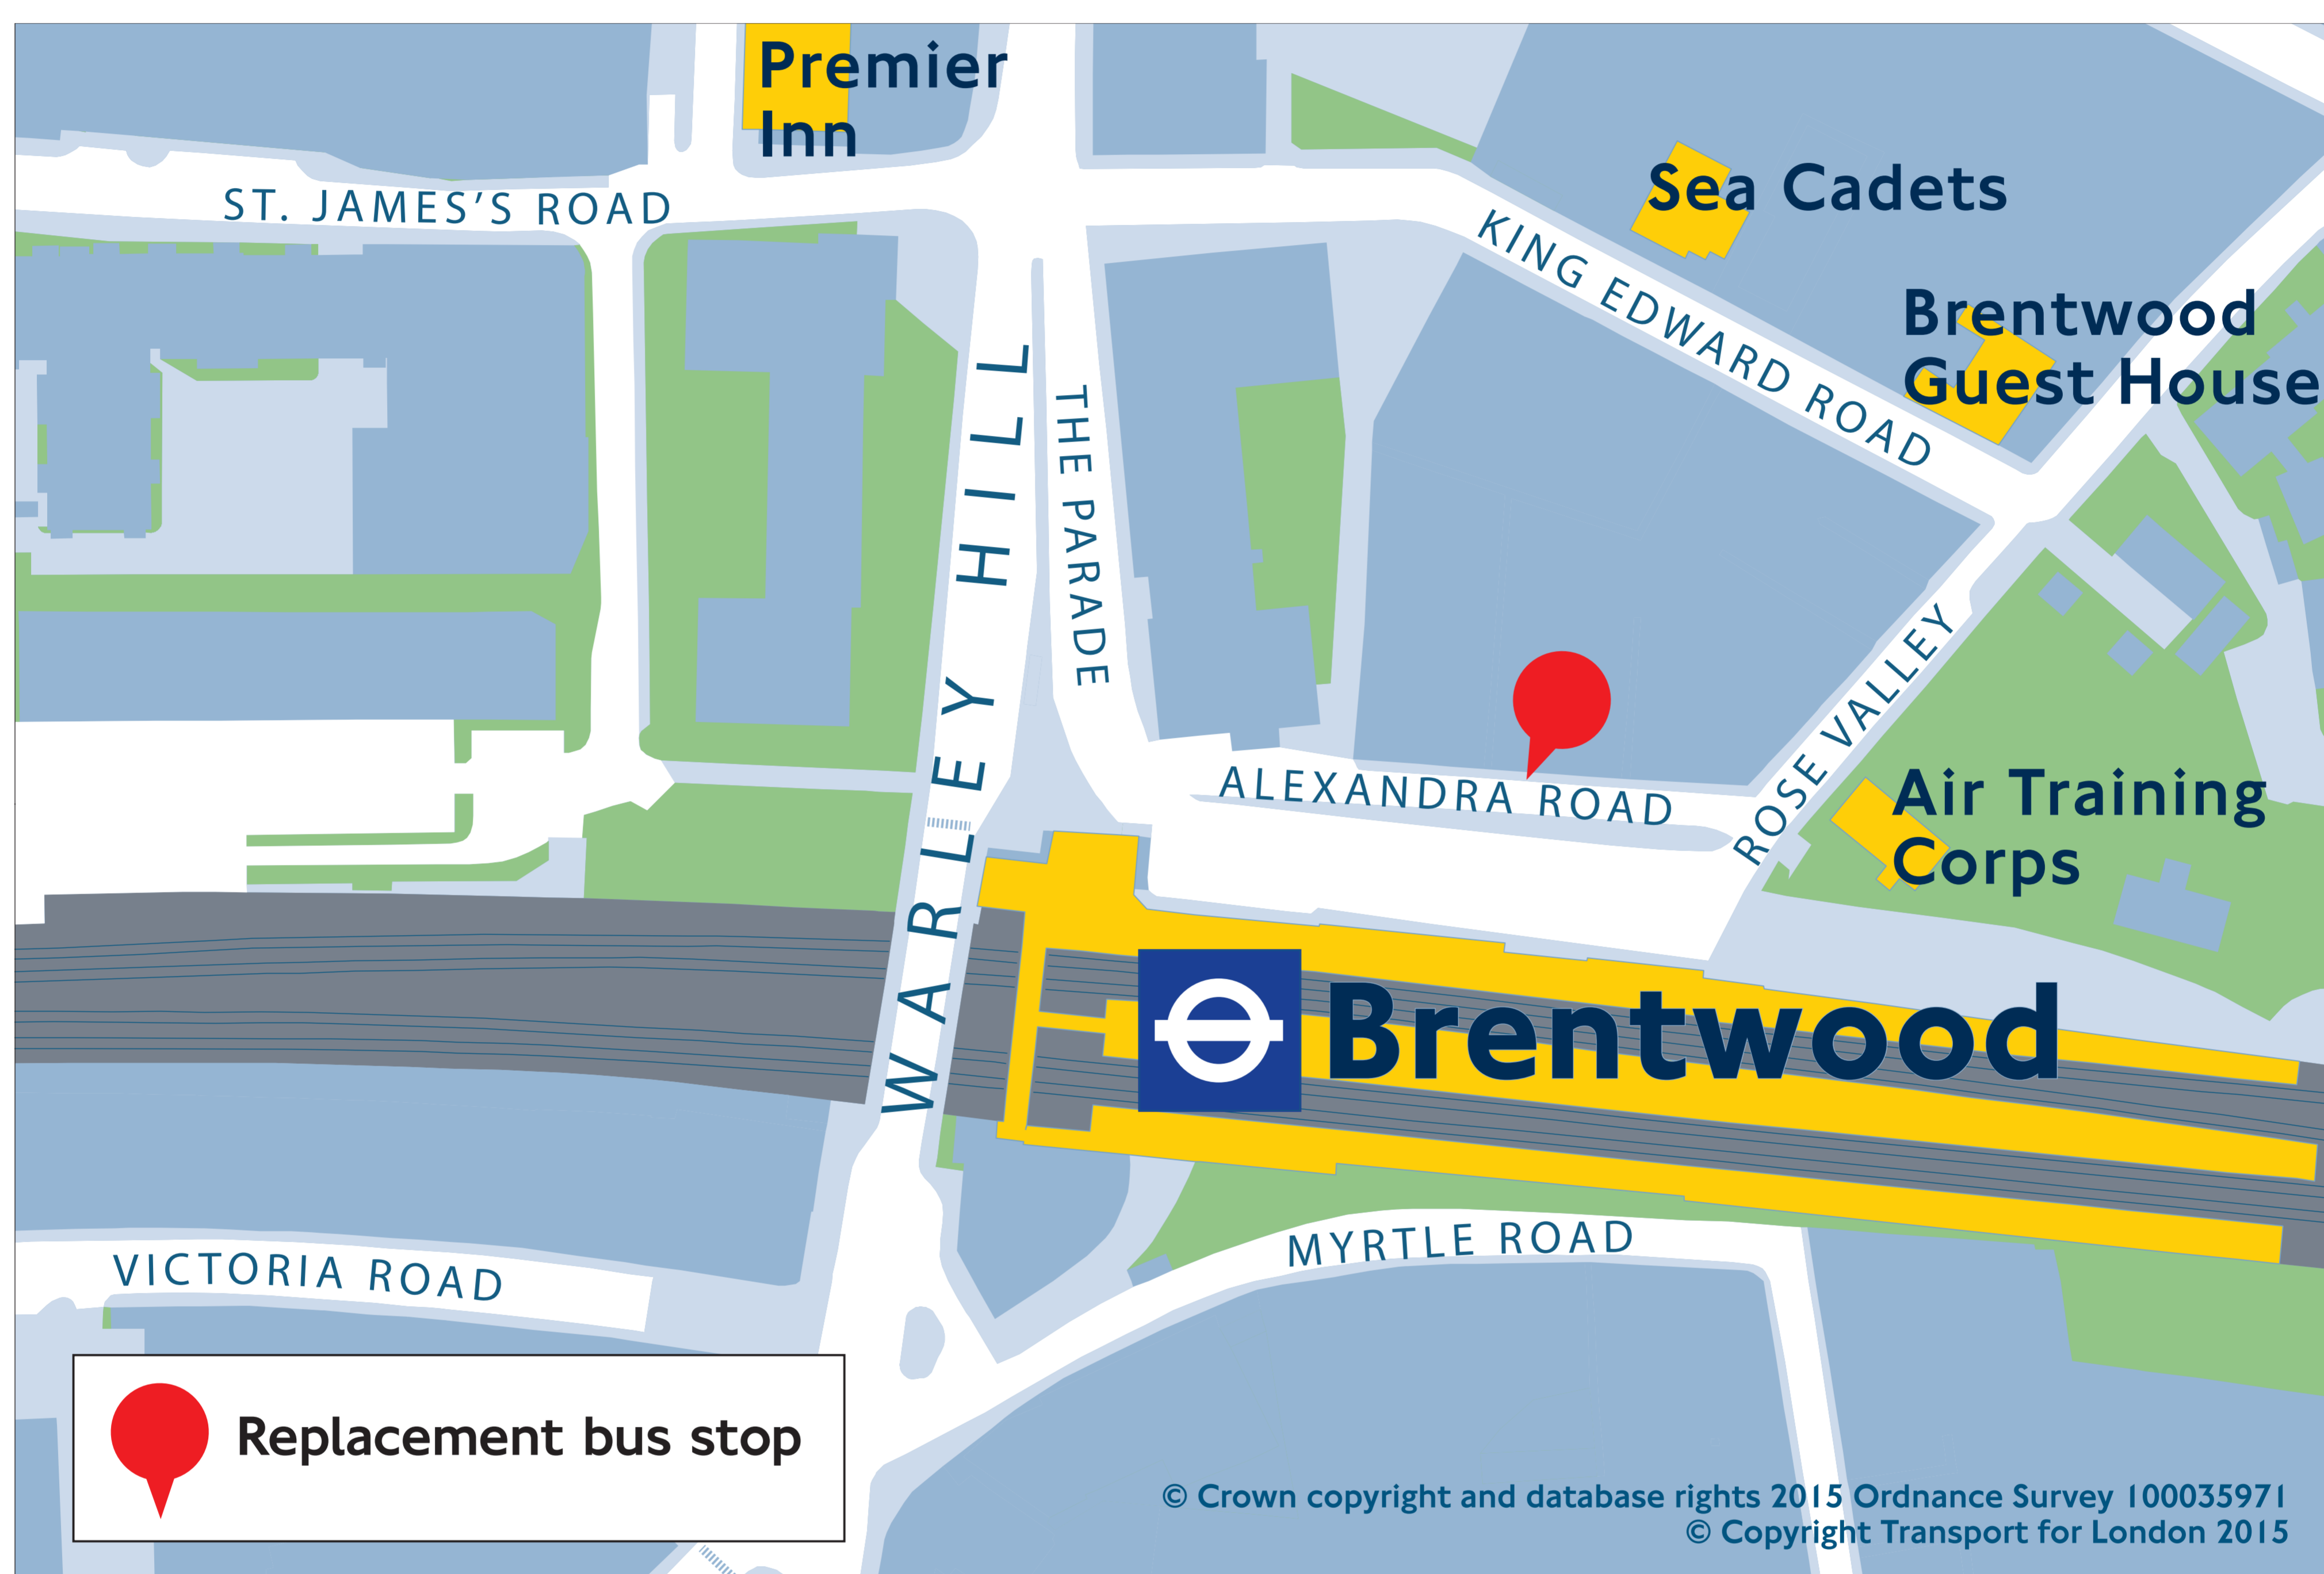 Premier
Inn
Sea Cadets
ST. JAMES'S ROAD
KING EDWARD ROAD
Brentwood
Guest House
WARLEY HILL
THE PARADE
ROSE VALLEY
ALEXANDRA ROAD
Air Training
Corps
Brentwood
MYRTLE ROAD
VICTORIA ROAD
Replacement bus stop
© Crown copyright and database rights 2015 Ordnance Survey 100035971
© Copyright Transport for London 2015